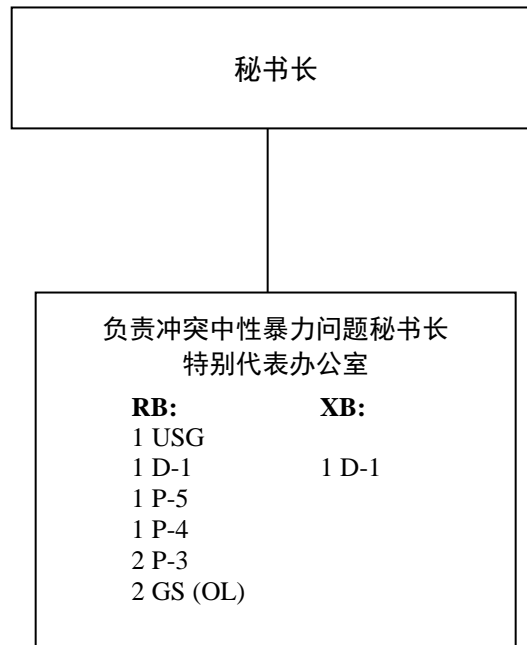 秘书长
负责冲突中性暴力问题秘书长
特别代表办公室
RB: XB:
1 USG
1 D-1 1 D-1
1 P-5
1 P-4
2 P-3
2 GS (OL)